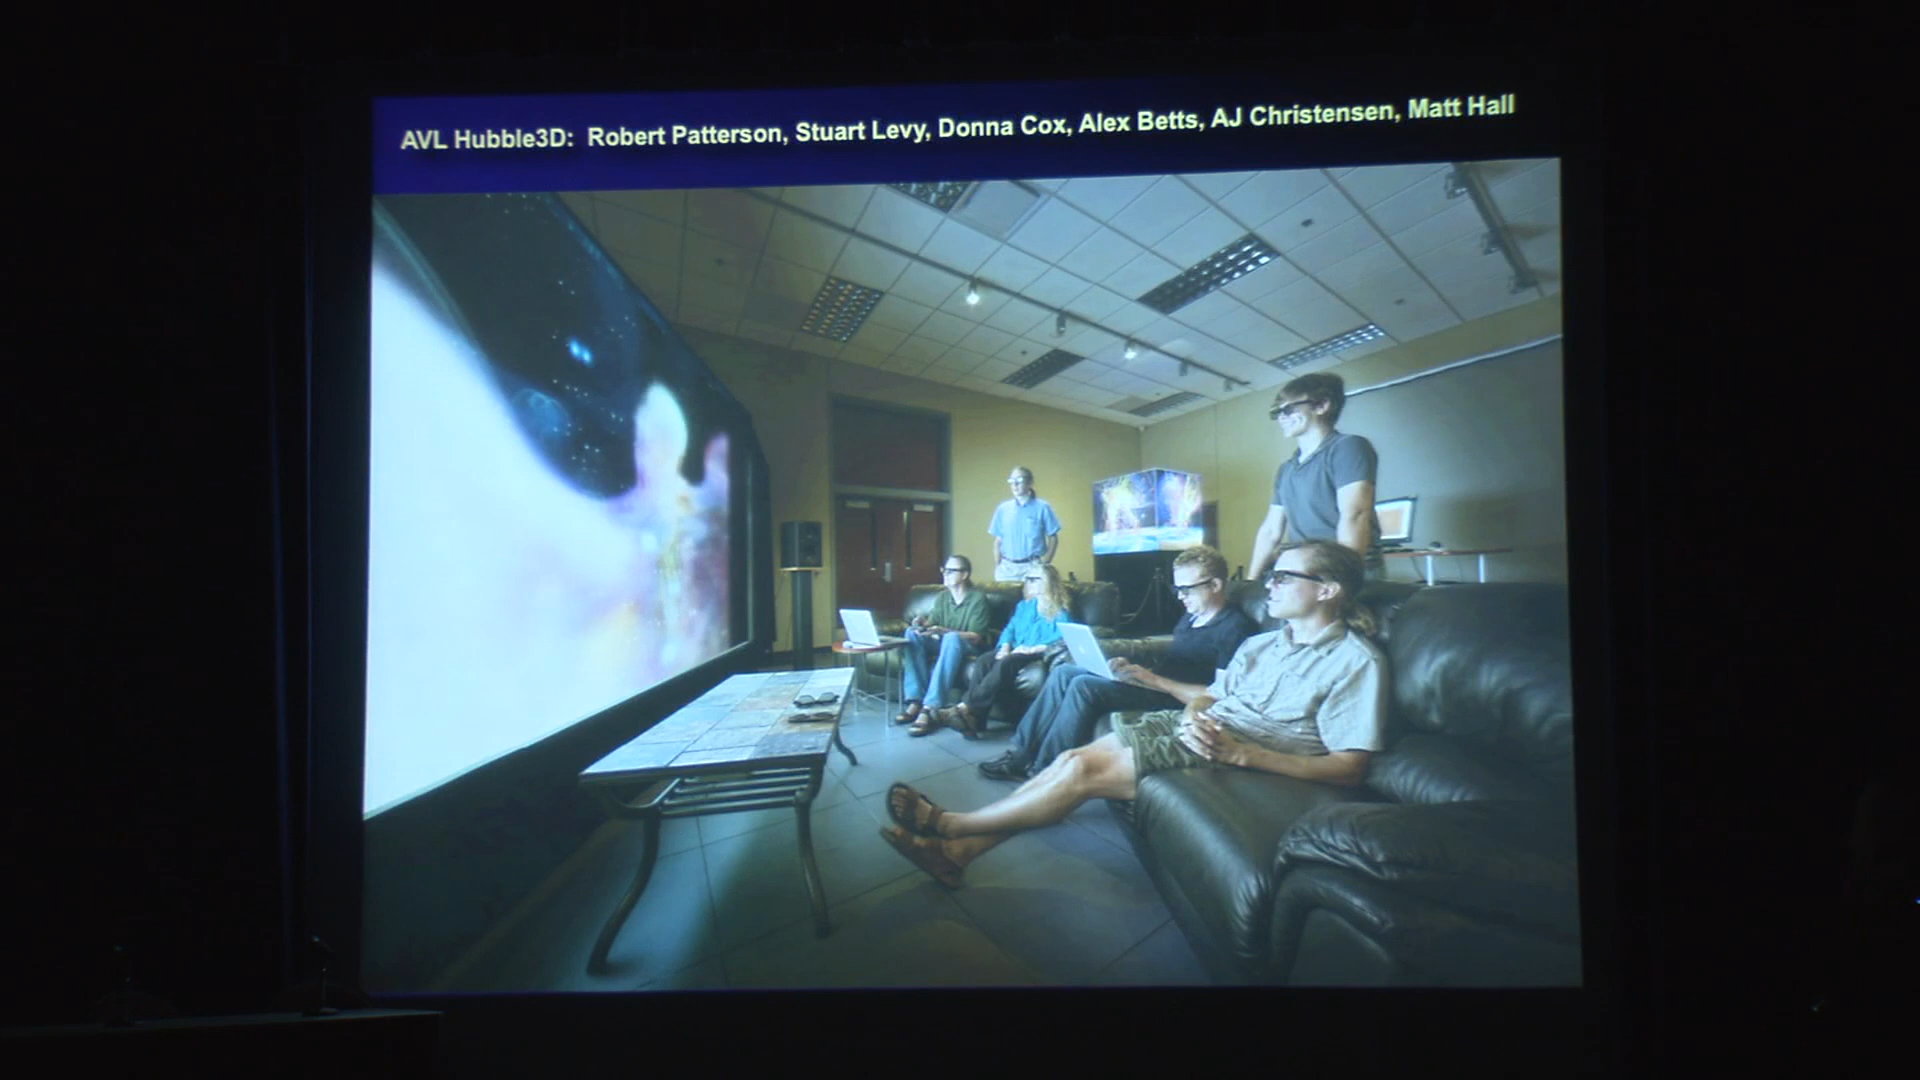 AVL Hubble3D: Robert Patterson, Stuart Levy, Donna Cox, Alex Betts, AJ Christensen, Matt Hall